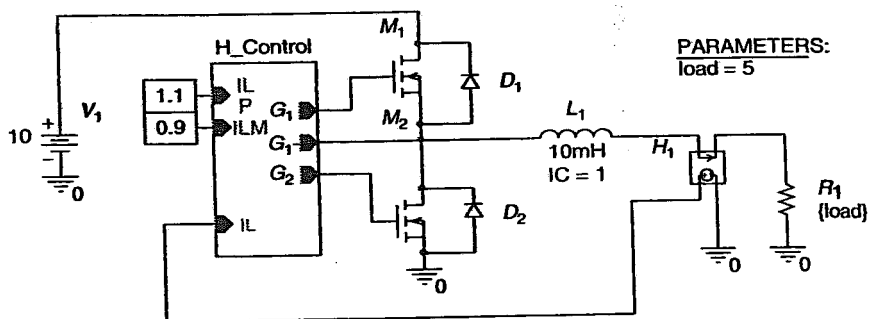 M₁
H_Control
PARAMETERS:
load = 5
1.1
IL
P
G₁
D₁
10
+
V₁
−
0.9
ILM
M₂
G₁-
L₁
10mH
IC = 1
H₁
G₂
0
IL
D₂
R₁
{load}
0
0
0